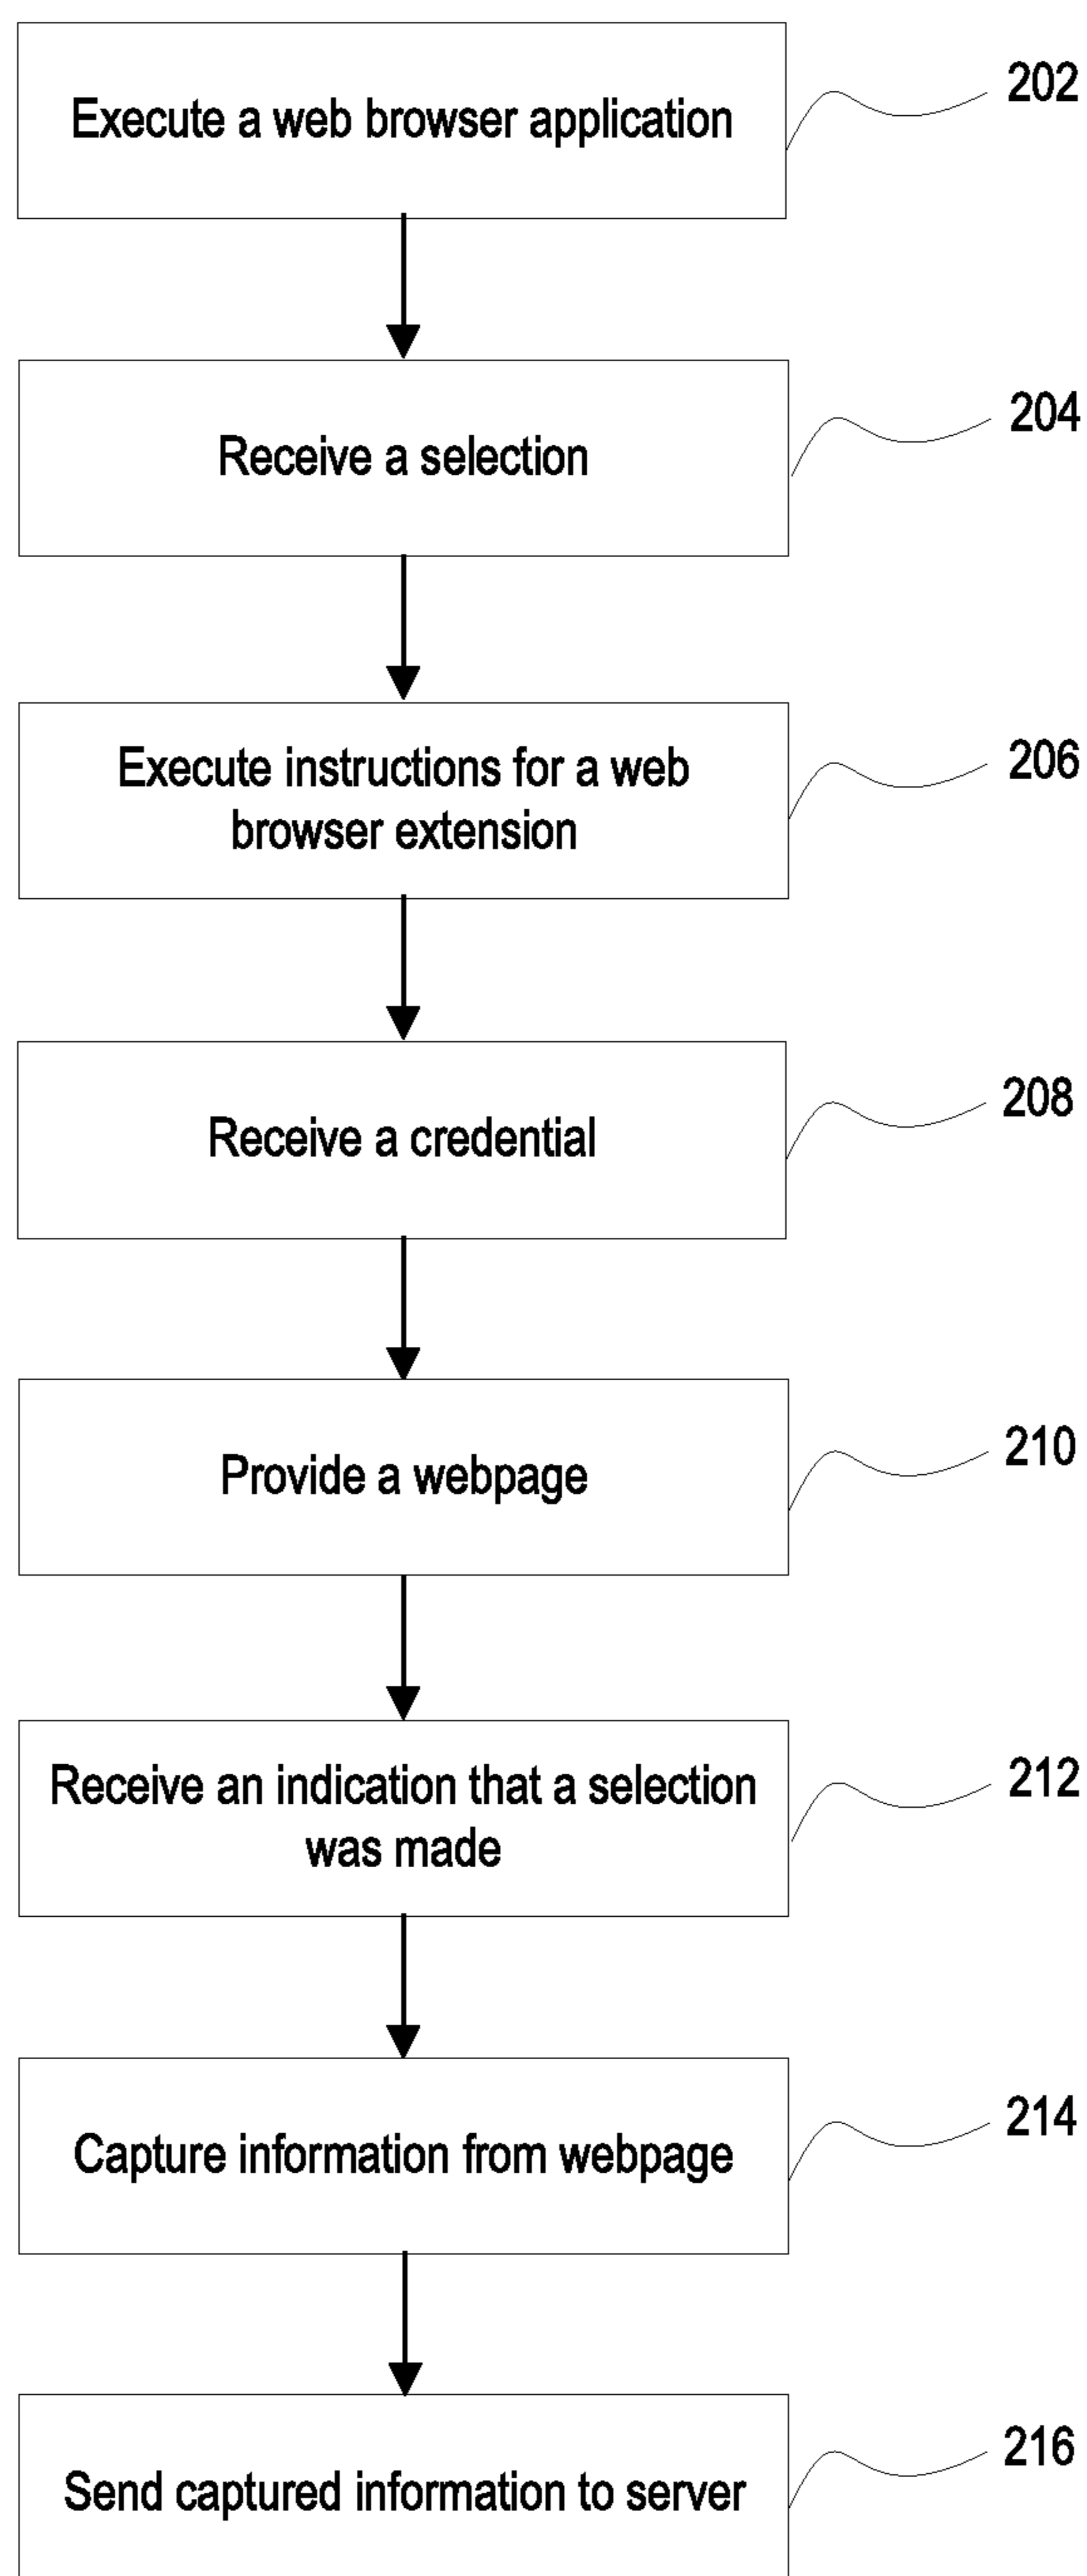 Execute a web browser application
202
Receive a selection
204
Execute instructions for a web
browser extension
206
Receive a credential
208
Provide a webpage
210
Receive an indication that a selection
was made
212
Capture information from webpage
214
Send captured information to server
216